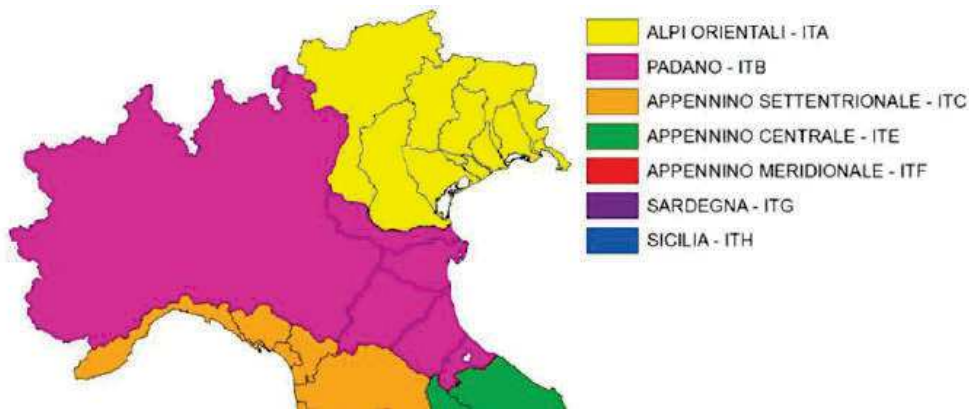 ALPI ORIENTALI - ITA
PADANO - ITB
APPENNINO SETTENTRIONALE - ITC
APPENNINO CENTRALE - ITE
APPENNINO MERIDIONALE - ITF
SARDEGNA - ITG
SICILIA - ITH